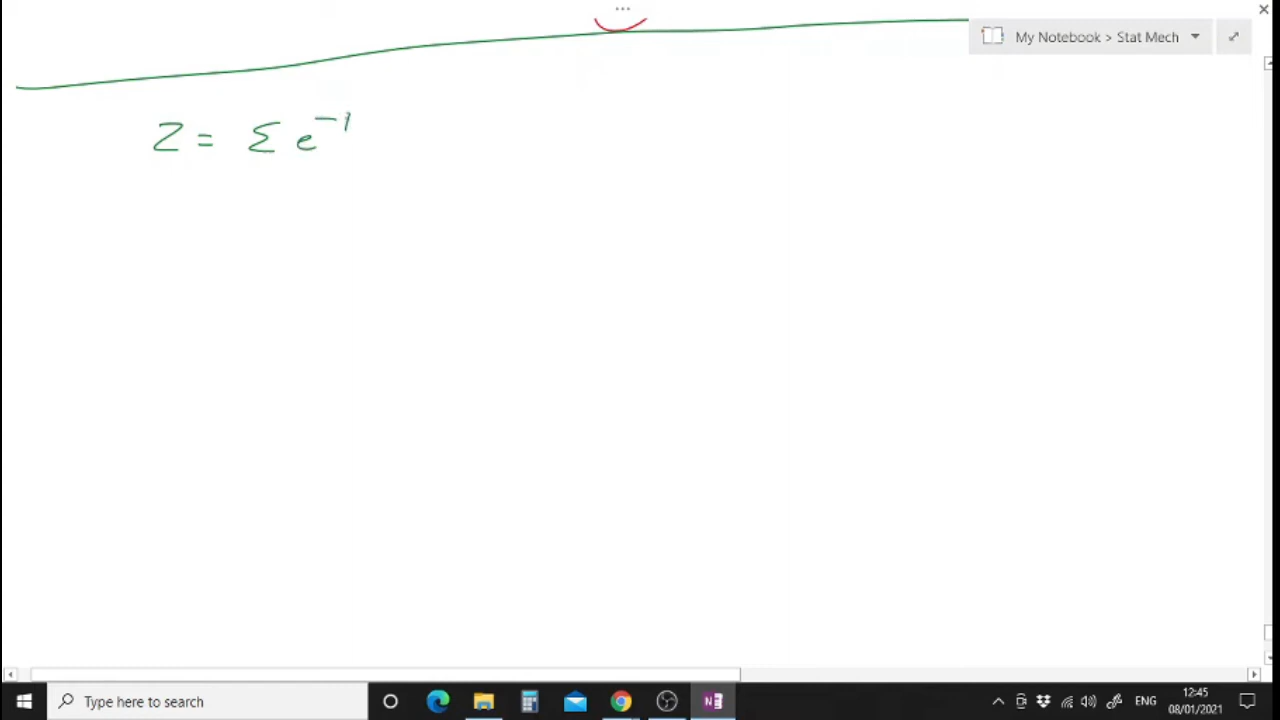 My Notebook > Stat Mech
Z = Σ e⁻
Type here to search
N
ENG
12:45
08/01/2021